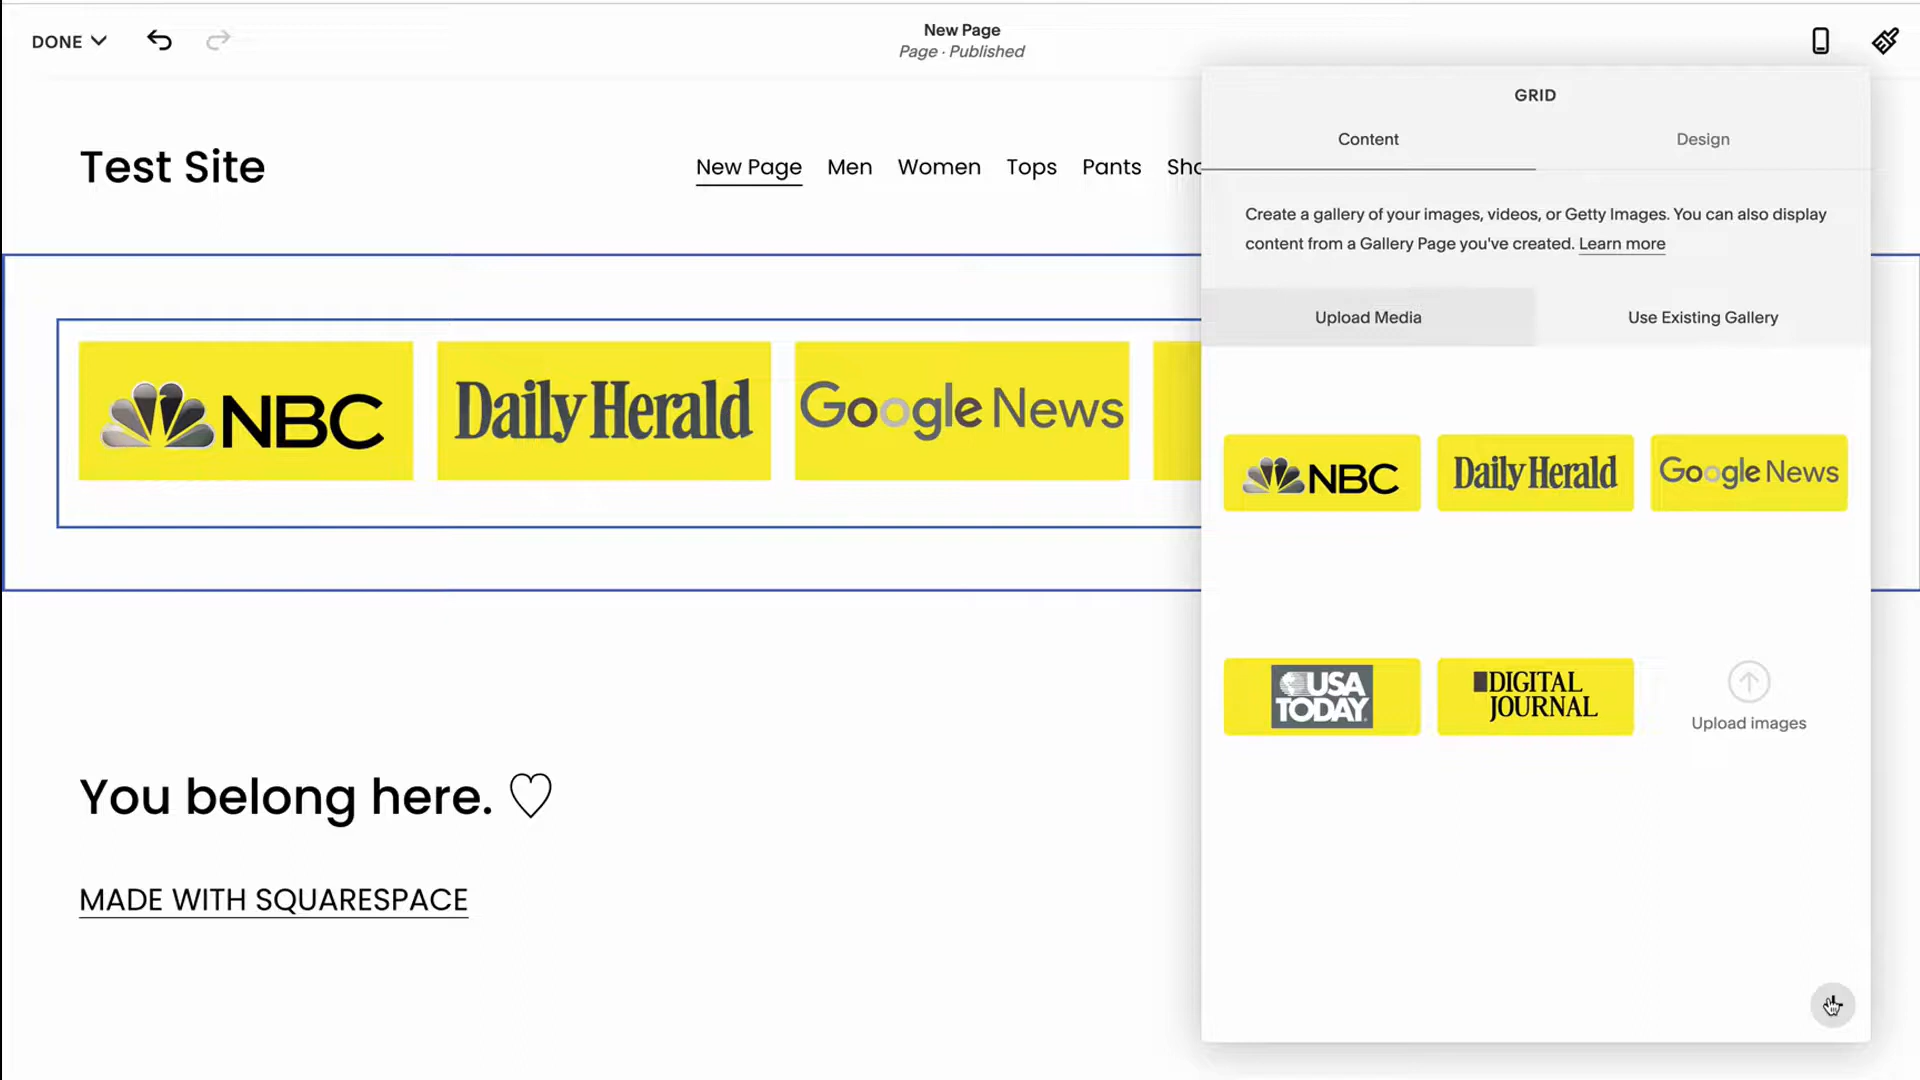 DONE
New Page
Page · Published
Test Site
New Page Men Women Tops Pants Sho
NBC
Daily Herald
Google News
You belong here. ♡
MADE WITH SQUARESPACE
GRID
Content
Design
Create a gallery of your images, videos, or Getty Images. You can also display
content from a Gallery Page you've created. Learn more
Upload Media
Use Existing Gallery
NBC
Daily Herald
Google News
USA
TODAY
DIGITAL
JOURNAL
Upload images